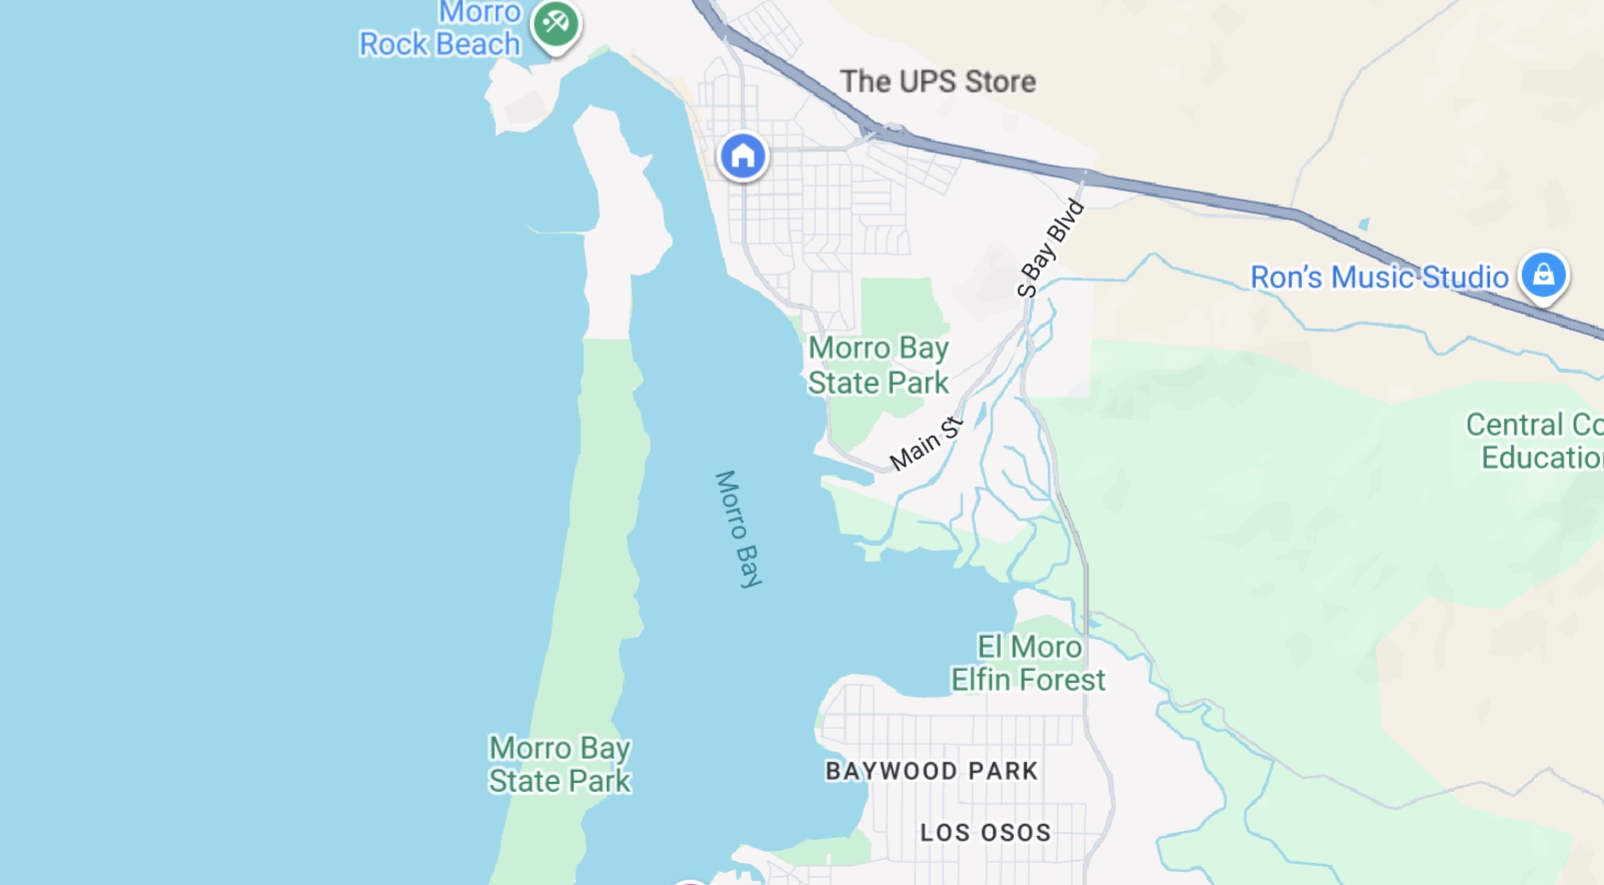 Morro
Rock Beach
The UPS Store
S Bay Blvd
Ron's Music Studio
Morro Bay
State Park
Main St
Central Co
Educatio
Morro Bay
El Moro
Elfin Forest
Morro Bay
State Park
BAYWOOD PARK
LOS OSOS